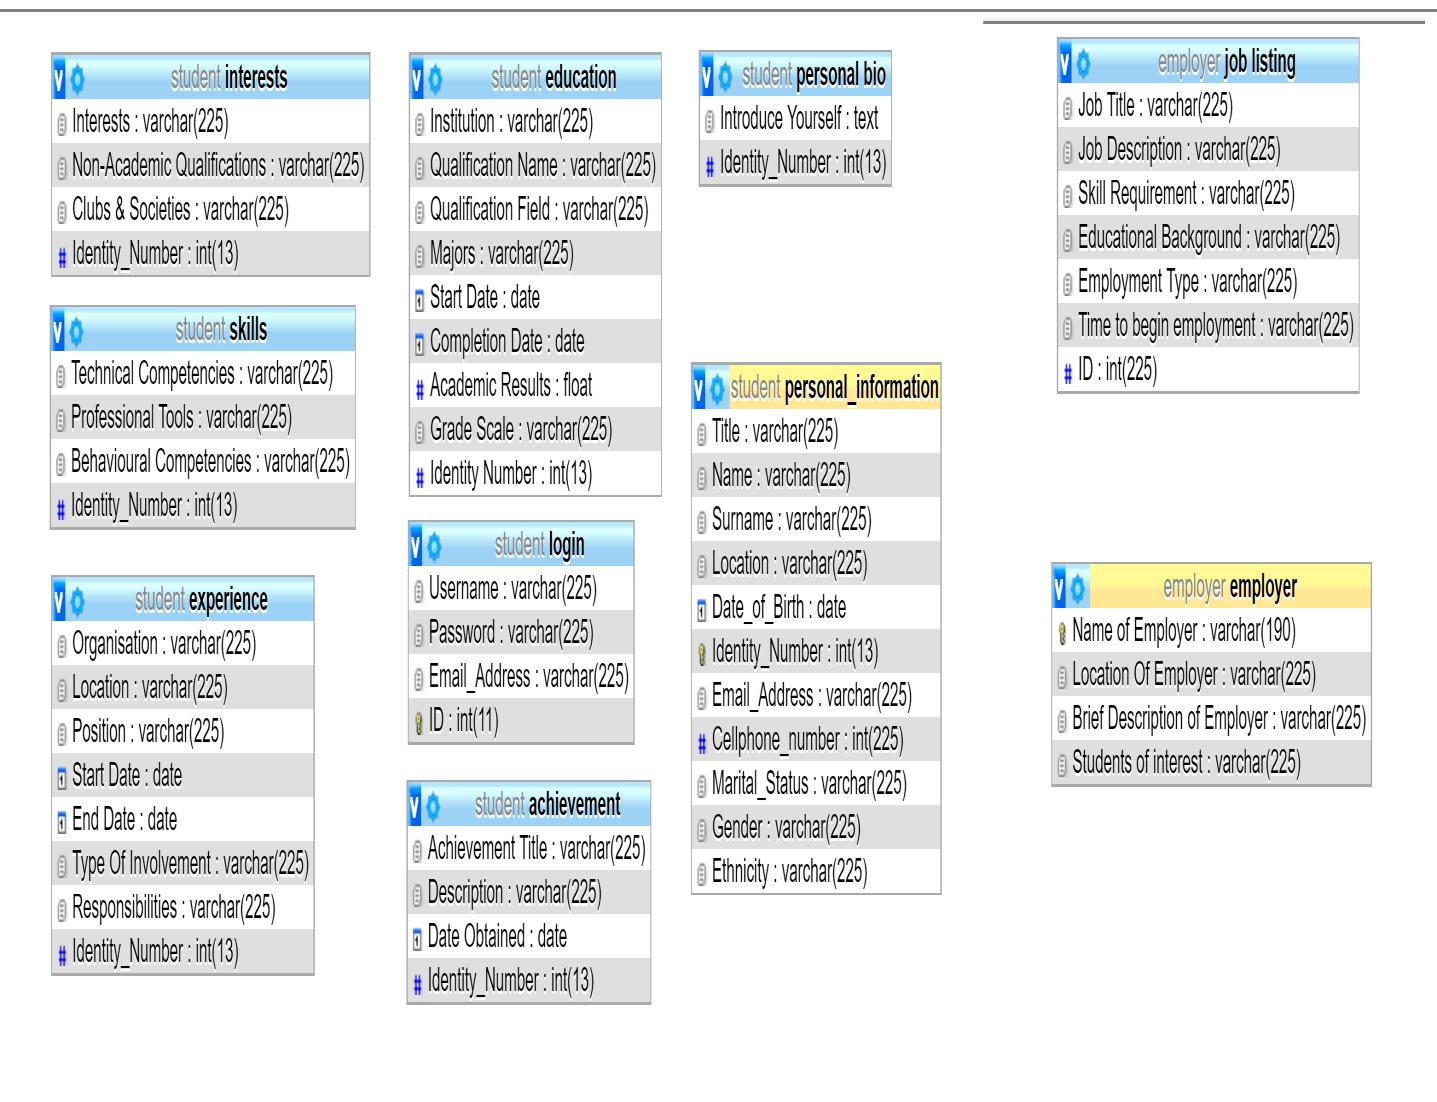 student interests
Interests : varchar(225)
Non-Academic Qualifications : varchar(225)
Clubs & Societies : varchar(225)
Identity_Number : int(13)
student skills
Technical Competencies : varchar(225)
Professional Tools : varchar(225)
Behavioural Competencies : varchar(225)
Identity_Number : int(13)
student experience
Organisation : varchar(225)
Location : varchar(225)
Position : varchar(225)
Start Date : date
End Date : date
Type Of Involvement : varchar(225)
Responsibilities : varchar(225)
Identity_Number : int(13)
student education
Institution : varchar(225)
Qualification Name : varchar(225)
Qualification Field : varchar(225)
Majors : varchar(225)
Start Date : date
Completion Date : date
Academic Results : float
Grade Scale : varchar(225)
Identity Number : int(13)
student login
Username : varchar(225)
Password : varchar(225)
Email_Address : varchar(225)
ID : int(11)
student achievement
Achievement Title : varchar(225)
Description : varchar(225)
Date Obtained : date
Identity_Number : int(13)
student personal bio
Introduce Yourself : text
Identity_Number : int(13)
student personal_information
Title : varchar(225)
Name : varchar(225)
Surname : varchar(225)
Location : varchar(225)
Date_of_Birth : date
Identity_Number : int(13)
Email_Address : varchar(225)
Cellphone_number : int(225)
Marital_Status : varchar(225)
Gender : varchar(225)
Ethnicity : varchar(225)
employer job listing
Job Title : varchar(225)
Job Description : varchar(225)
Skill Requirement : varchar(225)
Educational Background : varchar(225)
Employment Type : varchar(225)
Time to begin employment : varchar(225)
ID : int(225)
employer employer
Name of Employer : varchar(190)
Location Of Employer : varchar(225)
Brief Description of Employer : varchar(225)
Students of interest : varchar(225)